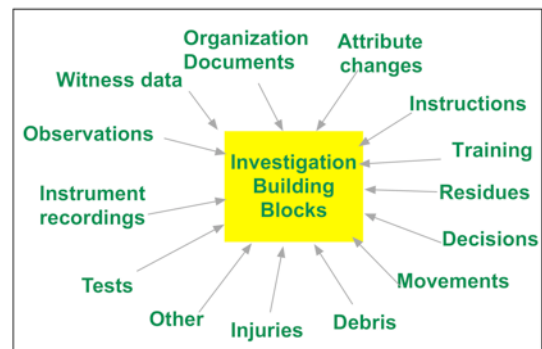 Organization
Documents
Attribute
changes
Witness data
Instructions
Observations
Training
Investigation
Building
Blocks
Instrument
recordings
Residues
Decisions
Tests
Movements
Other
Injuries
Debris